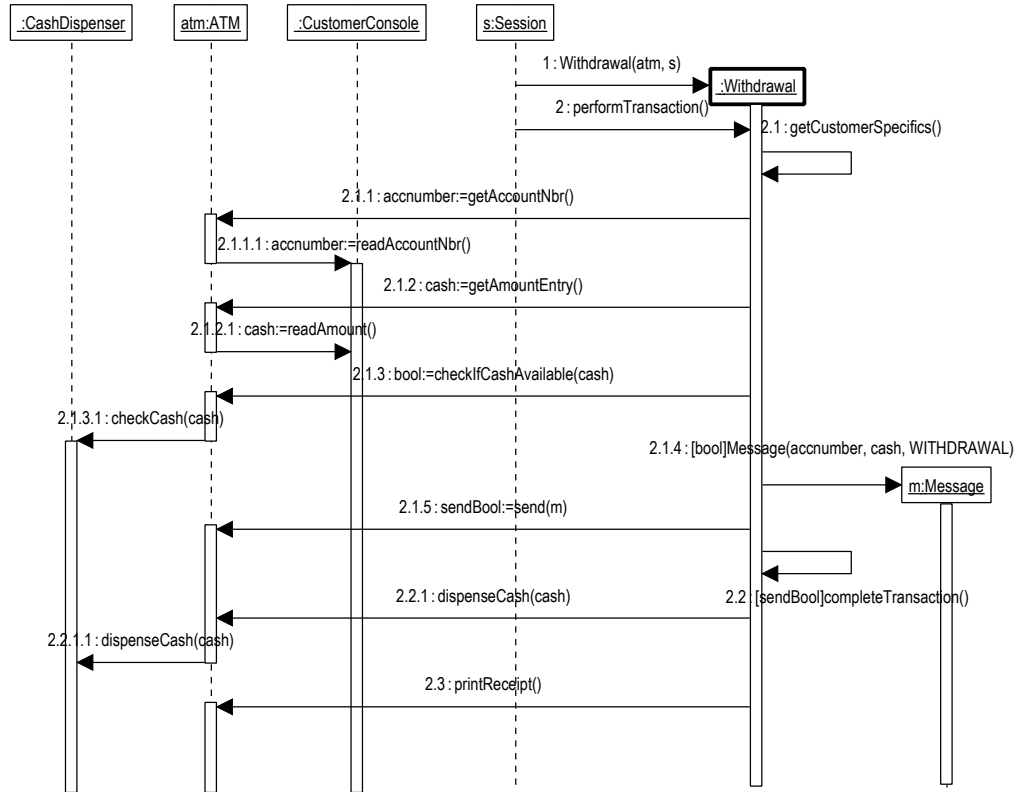 :CashDispenser
atm:ATM
:CustomerConsole
s:Session
1 : Withdrawal(atm, s)
:Withdrawal
2 : performTransaction()
2.1 : getCustomerSpecifics()
2.1.1 : accnumber:=getAccountNbr()
2.1.1.1 : accnumber:=readAccountNbr()
2.1.2 : cash:=getAmountEntry()
2.1.2.1 : cash:=readAmount()
2.1.3 : bool:=checkIfCashAvailable(cash)
2.1.3.1 : checkCash(cash)
2.1.4 : [bool]Message(accnumber, cash, WITHDRAWAL)
m:Message
2.1.5 : sendBool:=send(m)
2.2.1 : dispenseCash(cash)
2.2 : [sendBool]completeTransaction()
2.2.1.1 : dispenseCash(cash)
2.3 : printReceipt()